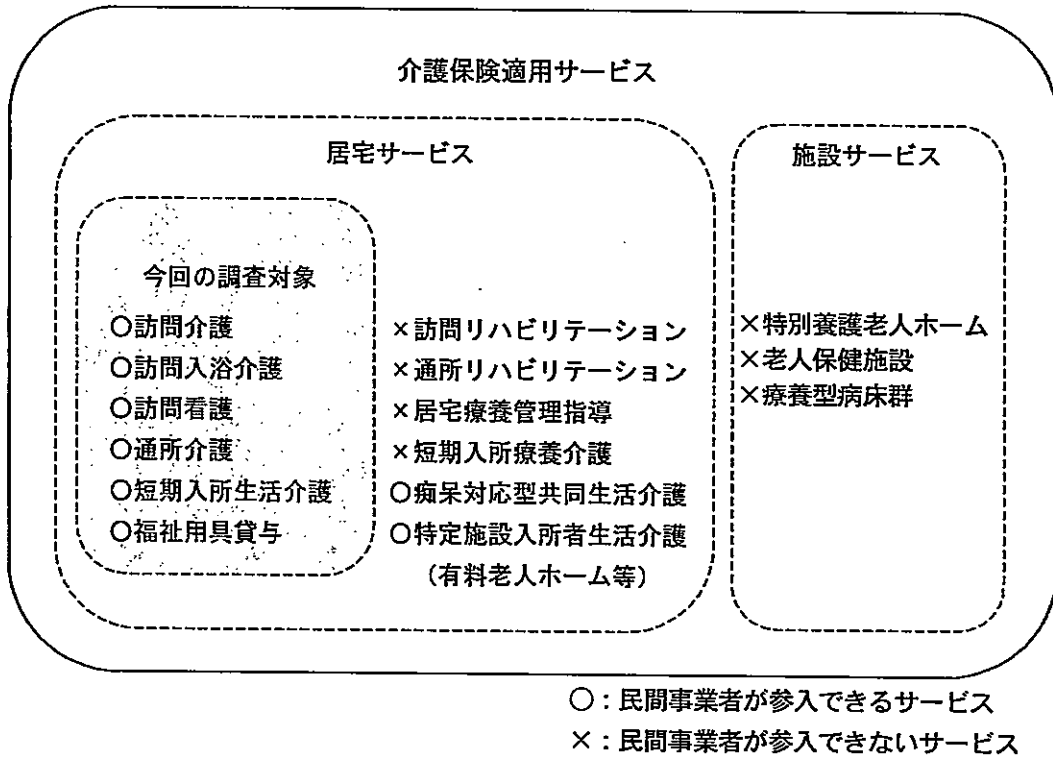 介護保険適用サービス
居宅サービス
今回の調査対象
○訪問介護
○訪問入浴介護
○訪問看護
○通所介護
○短期入所生活介護
○福祉用具貸与
×訪問リハビリテーション
×通所リハビリテーション
×居宅療養管理指導
×短期入所療養介護
○痴呆対応型共同生活介護
○特定施設入所者生活介護
(有料老人ホーム等)
施設サービス
×特別養護老人ホーム
×老人保健施設
×療養型病床群
○:民間事業者が参入できるサービス
×:民間事業者が参入できないサービス